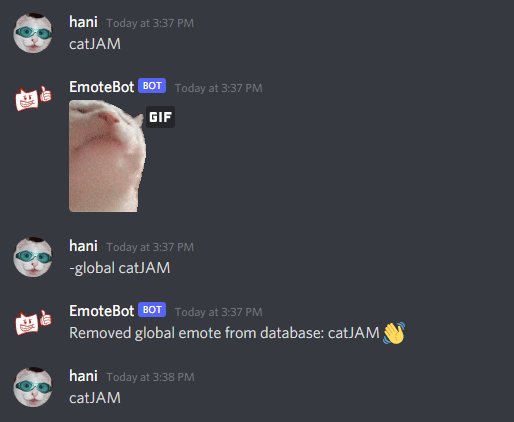 hani Today at 3:37 PM
catJAM
EmoteBot BOT Today at 3:37 PM
GIF
hani Today at 3:37 PM
-global catJAM
EmoteBot BOT Today at 3:37 PM
Removed global emote from database: catJAM 👋
hani Today at 3:38 PM
catJAM